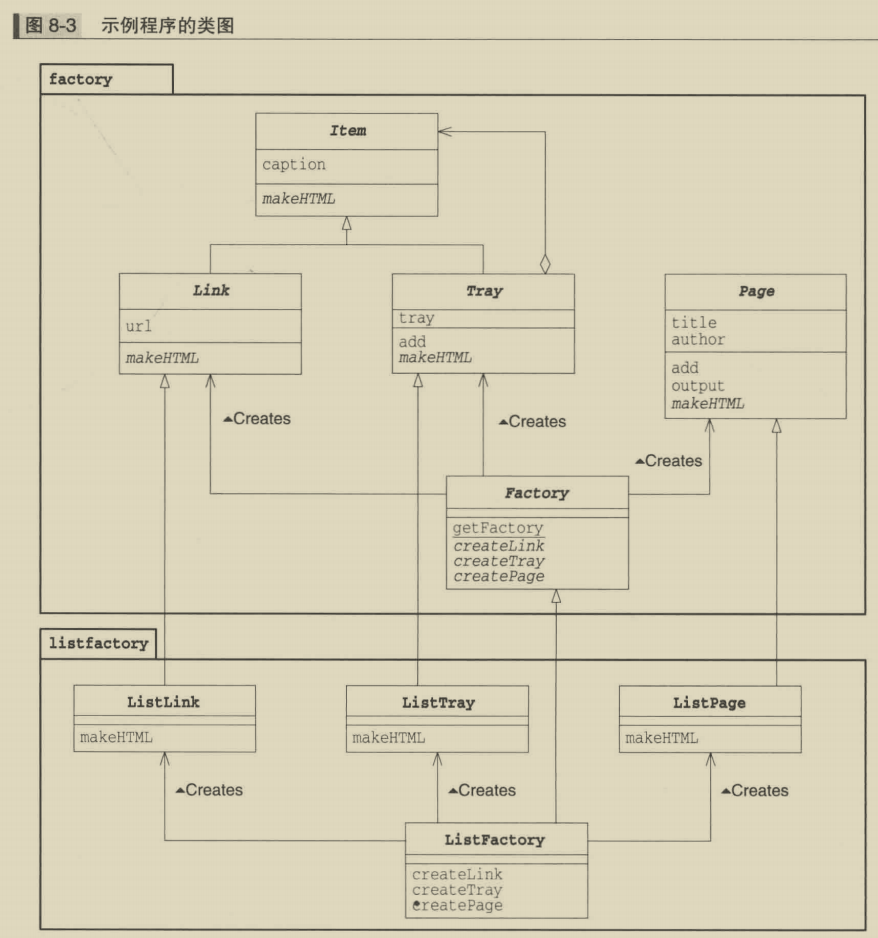 图 8-3 示例程序的类图
factory
Item
caption
makeHTML
Link
url
makeHTML
Tray
tray
add
makeHTML
Page
title
author
add
output
makeHTML
▲Creates
▲Creates
▲Creates
Factory
getFactory
createLink
createTray
createPage
listfactory
ListLink
makeHTML
ListTray
makeHTML
ListPage
makeHTML
▲Creates
▲Creates
▲Creates
ListFactory
createLink
createTray
createPage